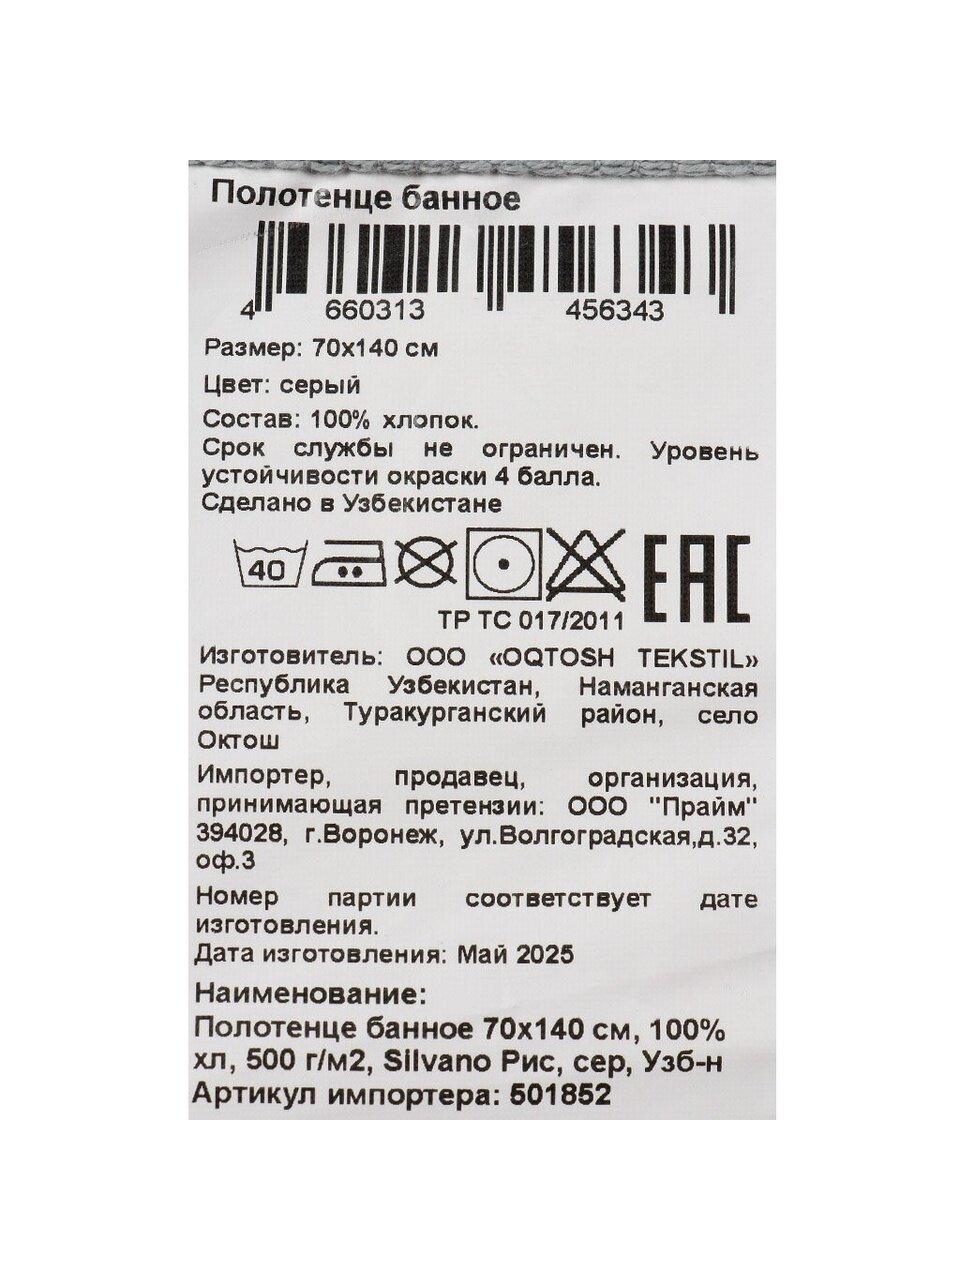 Полотенце банное
4 660313 456343
Размер: 70х140 см
Цвет: серый
Состав: 100% хлопок.
Срок службы не ограничен. Уровень
устойчивости окраски 4 балла.
Сделано в Узбекистане
40
ЕАС
ТР ТС 017/2011
Изготовитель: ООО «OQTOSH TEKSTIL»
Республика Узбекистан, Наманганская
область, Туракурганский район, село
Октош
Импортер, продавец, организация,
принимающая претензии: ООО "Прайм"
394028, г.Воронеж, ул.Волгоградская,д.32,
оф.3
Номер партии соответствует дате
изготовления.
Дата изготовления: Май 2025
Наименование:
Полотенце банное 70х140 см, 100%
хл, 500 г/м2, Silvano Рис, сер, Узб-н
Артикул импортера: 501852